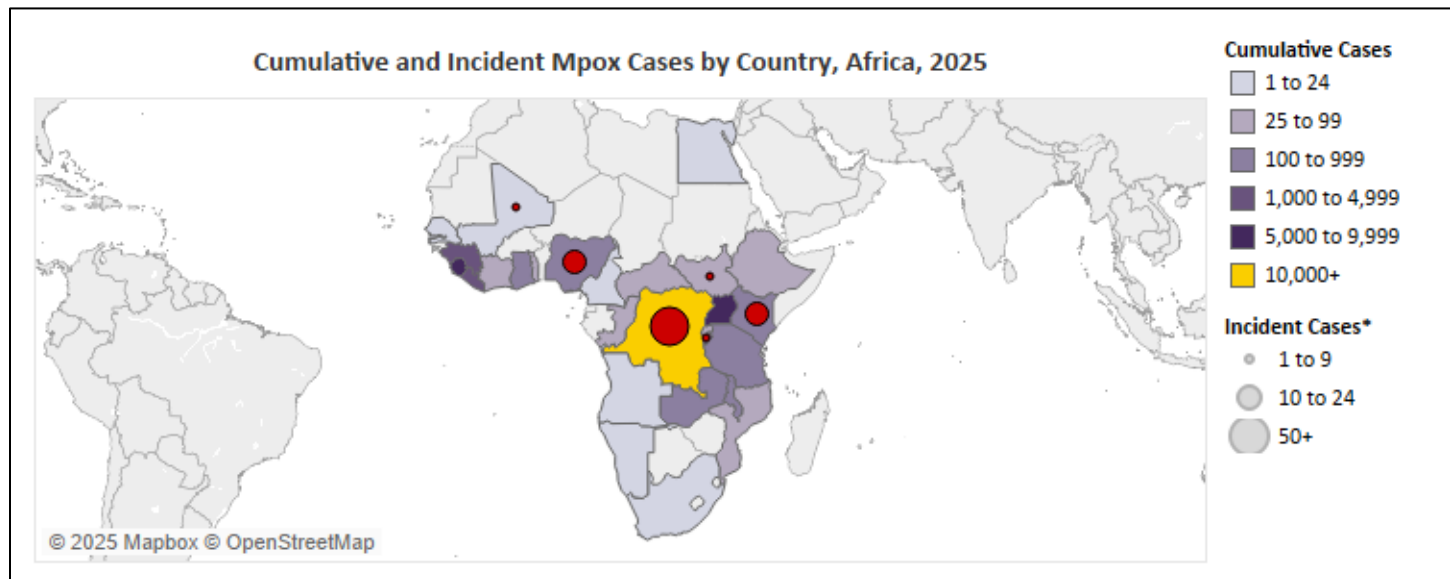 Cumulative and Incident Mpox Cases by Country, Africa, 2025
Cumulative Cases
1 to 24
25 to 99
100 to 999
1,000 to 4,999
5,000 to 9,999
10,000+
Incident Cases*
1 to 9
10 to 24
50+
© 2025 Mapbox © OpenStreetMap